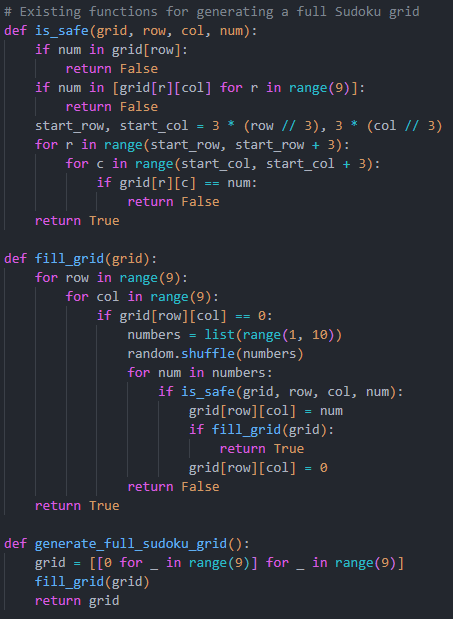 # Existing functions for generating a full Sudoku grid
def is_safe(grid, row, col, num):
    if num in grid[row]:
        return False
    if num in [grid[r][col] for r in range(9)]:
        return False
    start_row, start_col = 3 * (row // 3), 3 * (col // 3)
    for r in range(start_row, start_row + 3):
        for c in range(start_col, start_col + 3):
            if grid[r][c] == num:
                return False
    return True

def fill_grid(grid):
    for row in range(9):
        for col in range(9):
            if grid[row][col] == 0:
                numbers = list(range(1, 10))
                random.shuffle(numbers)
                for num in numbers:
                    if is_safe(grid, row, col, num):
                        grid[row][col] = num
                        if fill_grid(grid):
                            return True
                        grid[row][col] = 0
                return False
    return True

def generate_full_sudoku_grid():
    grid = [[0 for _ in range(9)] for _ in range(9)]
    fill_grid(grid)
    return grid